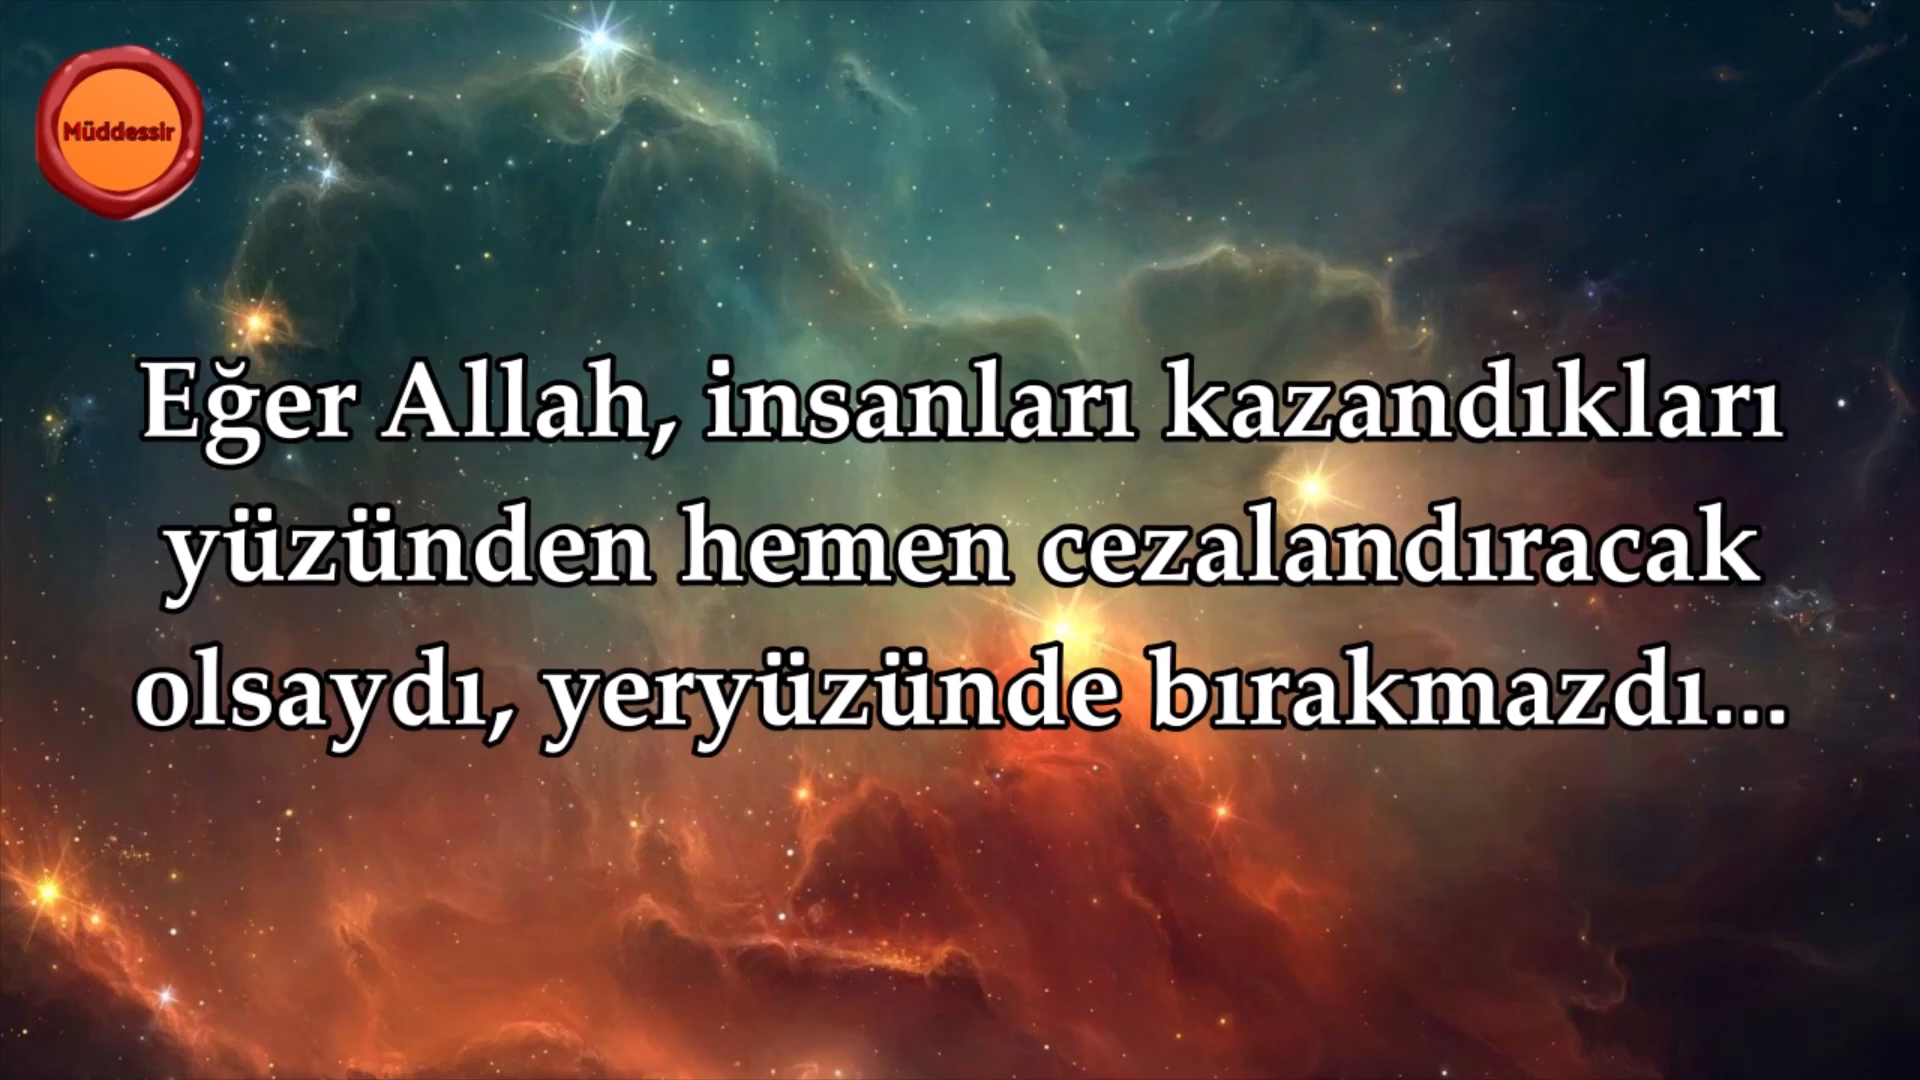 Müddessir
Eğer Allah, insanları kazandıkları
yüzünden hemen cezalandıracak
olsaydı, yeryüzünde bırakmazdı...